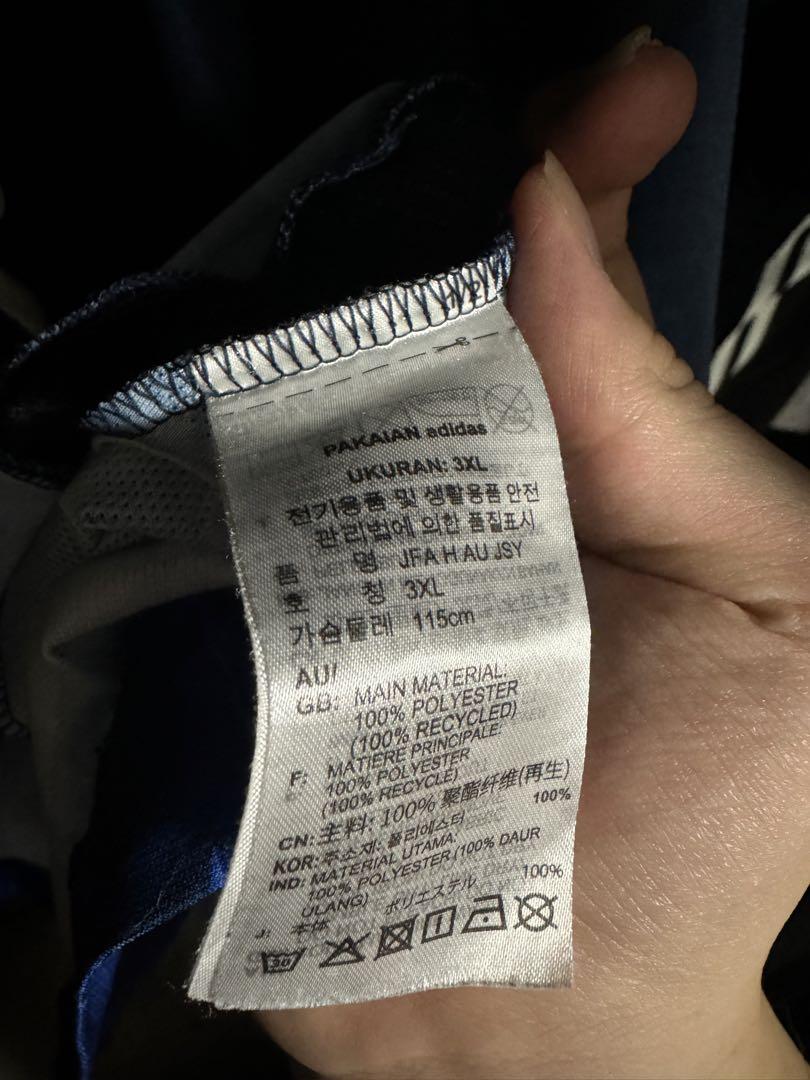 PAKAIAN adidas
UKURAN: 3XL
전기용품 및 생활용품 안전
관리법에 의한 품질표시
품 명 JFA H AU JSY
호 칭 3XL
가슴둘레 115cm
AU/
GB: MAIN MATERIAL:
100% POLYESTER
(100% RECYCLED)
F: MATIERE PRINCIPALE:
100% POLYESTER
(100% RECYCLE)
CN: 主料: 100% 聚酯纤维(再生)
KOR: 주소재: 폴리에스터 100%
IND: MATERIAL UTAMA:
100% POLYESTER (100% DAUR
ULANG)
J: 本体 ポリエステル 100%
30